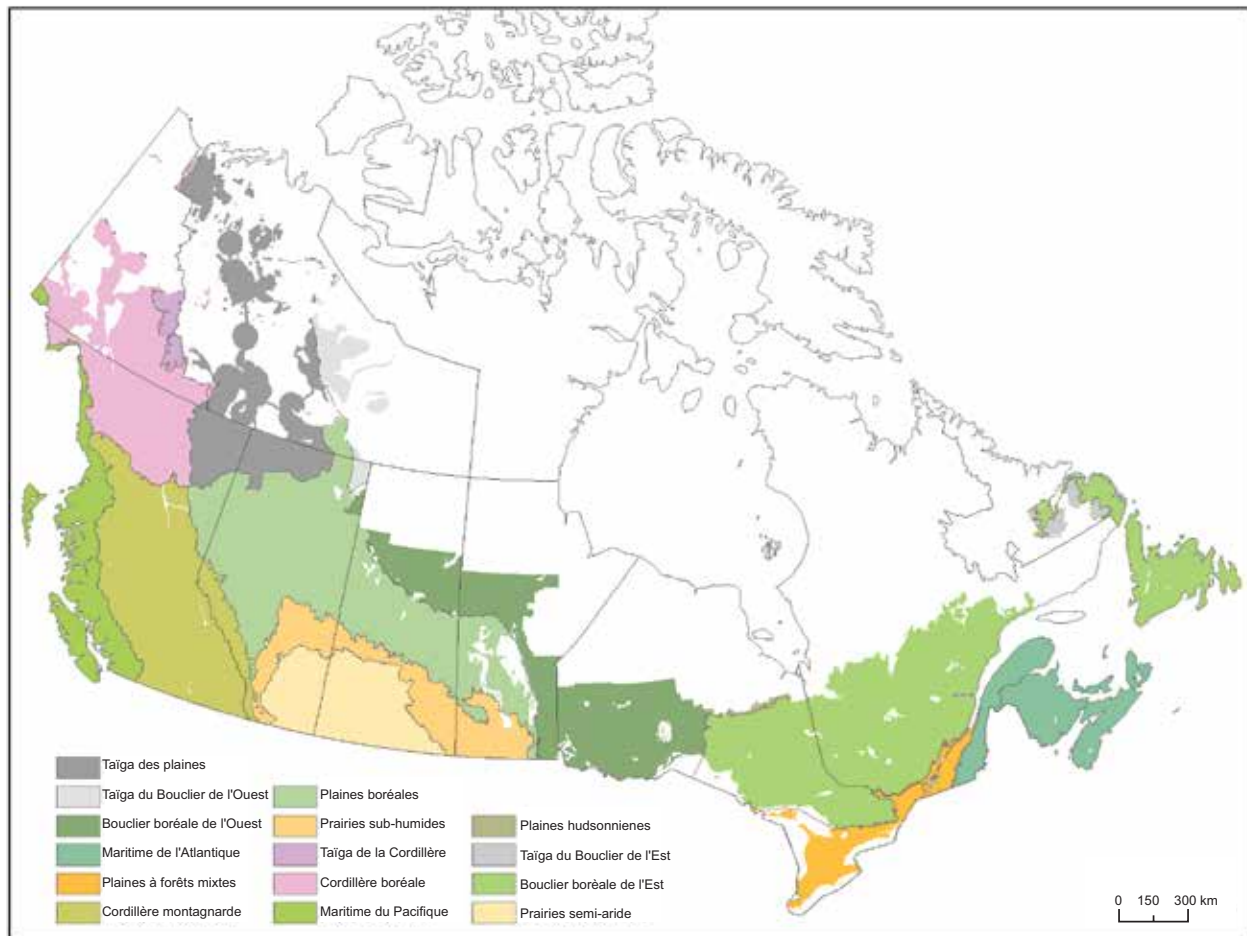 Taïga des plaines
Taïga du Bouclier de l'Ouest
Bouclier boréale de l'Ouest
Maritime de l'Atlantique
Plaines à forêts mixtes
Cordillère montagnarde
Plaines boréales
Prairies sub-humides
Taïga de la Cordillère
Cordillère boréale
Maritime du Pacifique
Plaines hudsonniennes
Taïga du Bouclier de l'Est
Bouclier borèale de l'Est
Prairies semi-aride
0 150 300 km